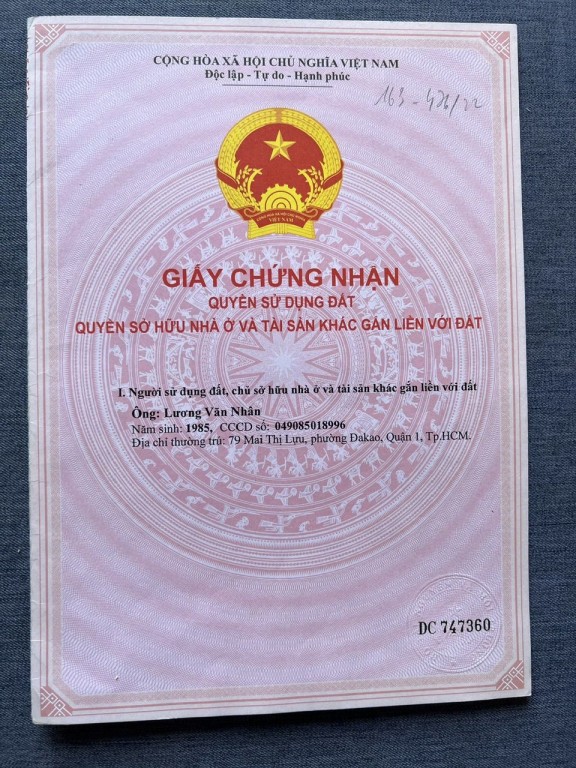 CỘNG HÒA XÃ HỘI CHỦ NGHĨA VIỆT NAM
Độc lập - Tự do - Hạnh phúc
163 - 426/22
GIẤY CHỨNG NHẬN
QUYỀN SỬ DỤNG ĐẤT
QUYỀN SỞ HỮU NHÀ Ở VÀ TÀI SẢN KHÁC GẮN LIỀN VỚI ĐẤT
I. Người sử dụng đất, chủ sở hữu nhà ở và tài sản khác gắn liền với đất
Ông: Lương Văn Nhân
Năm sinh: 1985, CCCD số: 049085018996
Địa chỉ thường trú: 79 Mai Thị Lựu, phường Đakao, Quận 1, Tp.HCM.
DC 747360